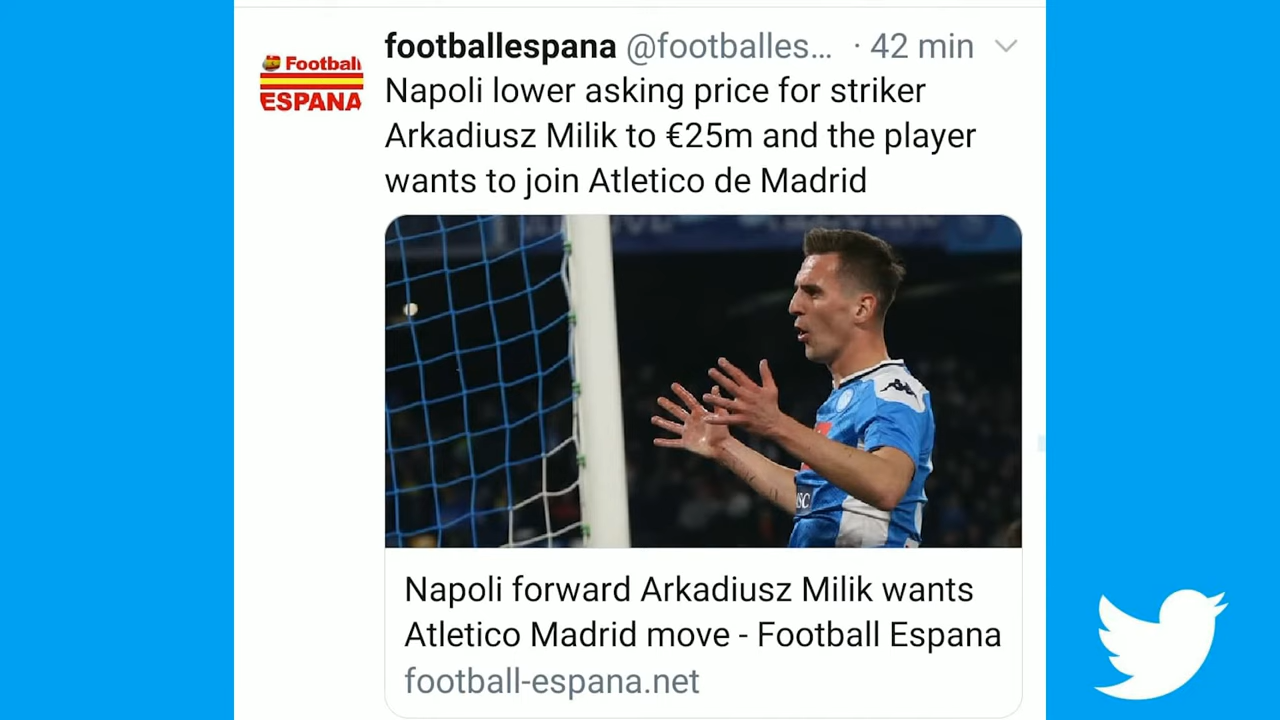 footballespana @footballes... · 42 min
Football
ESPANA
Napoli lower asking price for striker
Arkadiusz Milik to €25m and the player
wants to join Atletico de Madrid
Napoli forward Arkadiusz Milik wants
Atletico Madrid move - Football Espana
football-espana.net